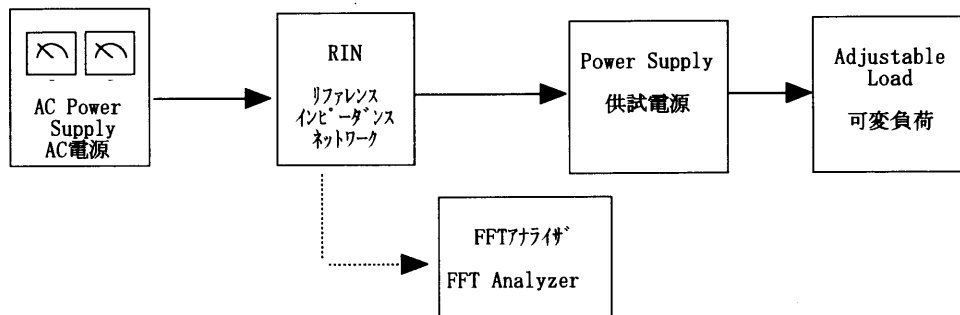 AC Power
Supply
AC電源
RIN
リファレンス
インピーダンス
ネットワーク
Power Supply
供試電源
Adjustable
Load
可変負荷
FFTアナライザ
FFT Analyzer